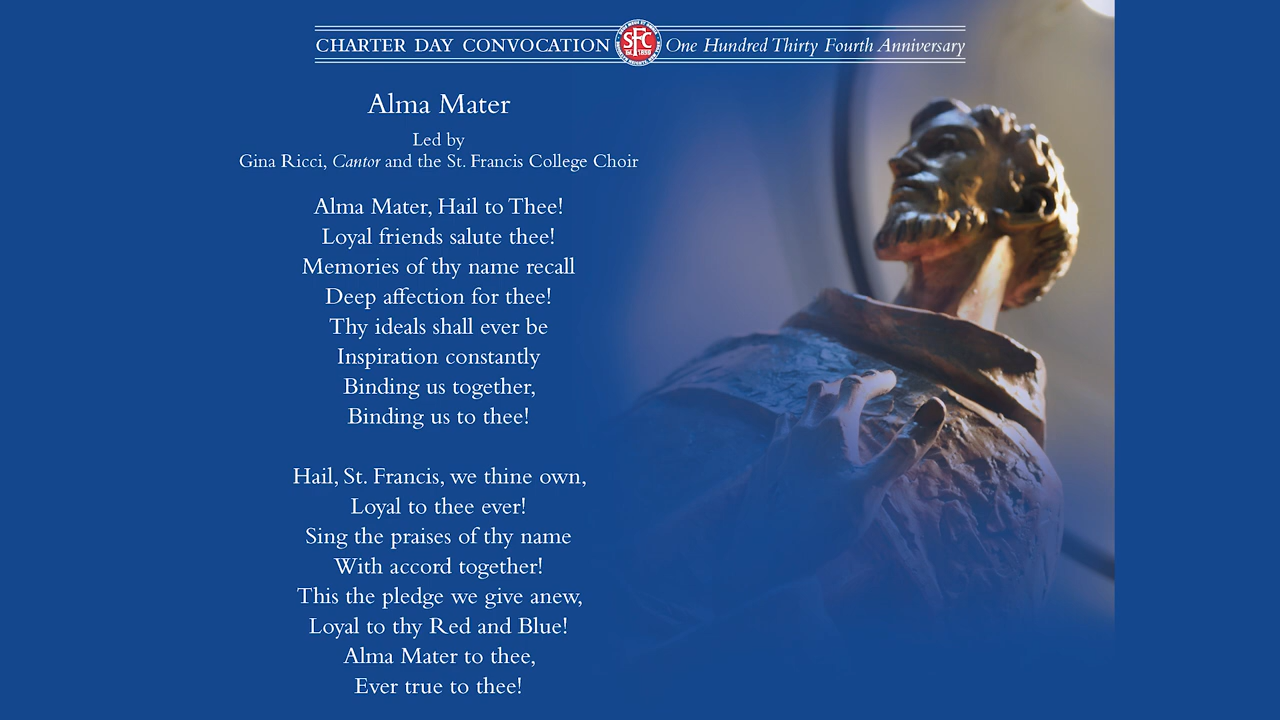 CHARTER DAY CONVOCATION SFC One Hundred Thirty Fourth Anniversary
Alma Mater
Led by
Gina Ricci, Cantor and the St. Francis College Choir
Alma Mater, Hail to Thee!
Loyal friends salute thee!
Memories of thy name recall
Deep affection for thee!
Thy ideals shall ever be
Inspiration constantly
Binding us together,
Binding us to thee!
Hail, St. Francis, we thine own,
Loyal to thee ever!
Sing the praises of thy name
With accord together!
This the pledge we give anew,
Loyal to thy Red and Blue!
Alma Mater to thee,
Ever true to thee!